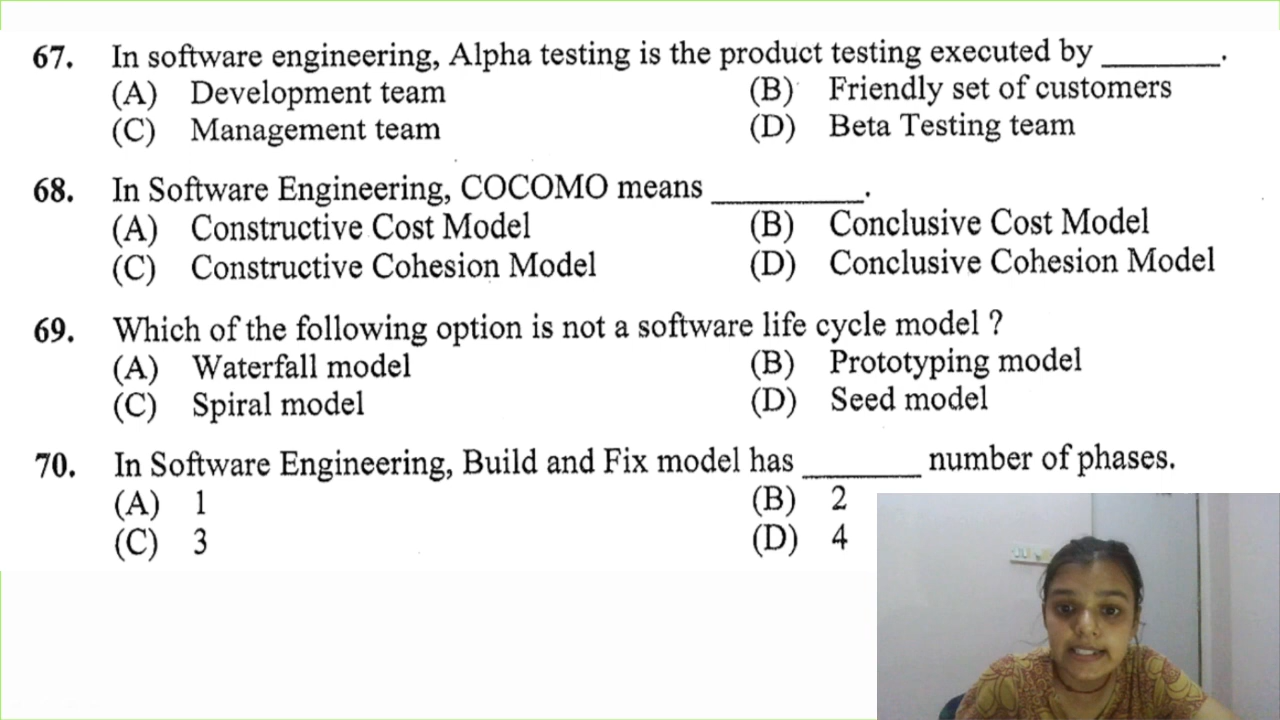 67. In software engineering, Alpha testing is the product testing executed by ________.
(A) Development team (B) Friendly set of customers
(C) Management team (D) Beta Testing team
68. In Software Engineering, COCOMO means __________.
(A) Constructive Cost Model (B) Conclusive Cost Model
(C) Constructive Cohesion Model (D) Conclusive Cohesion Model
69. Which of the following option is not a software life cycle model ?
(A) Waterfall model (B) Prototyping model
(C) Spiral model (D) Seed model
70. In Software Engineering, Build and Fix model has ________ number of phases.
(A) 1 (B) 2
(C) 3 (D) 4